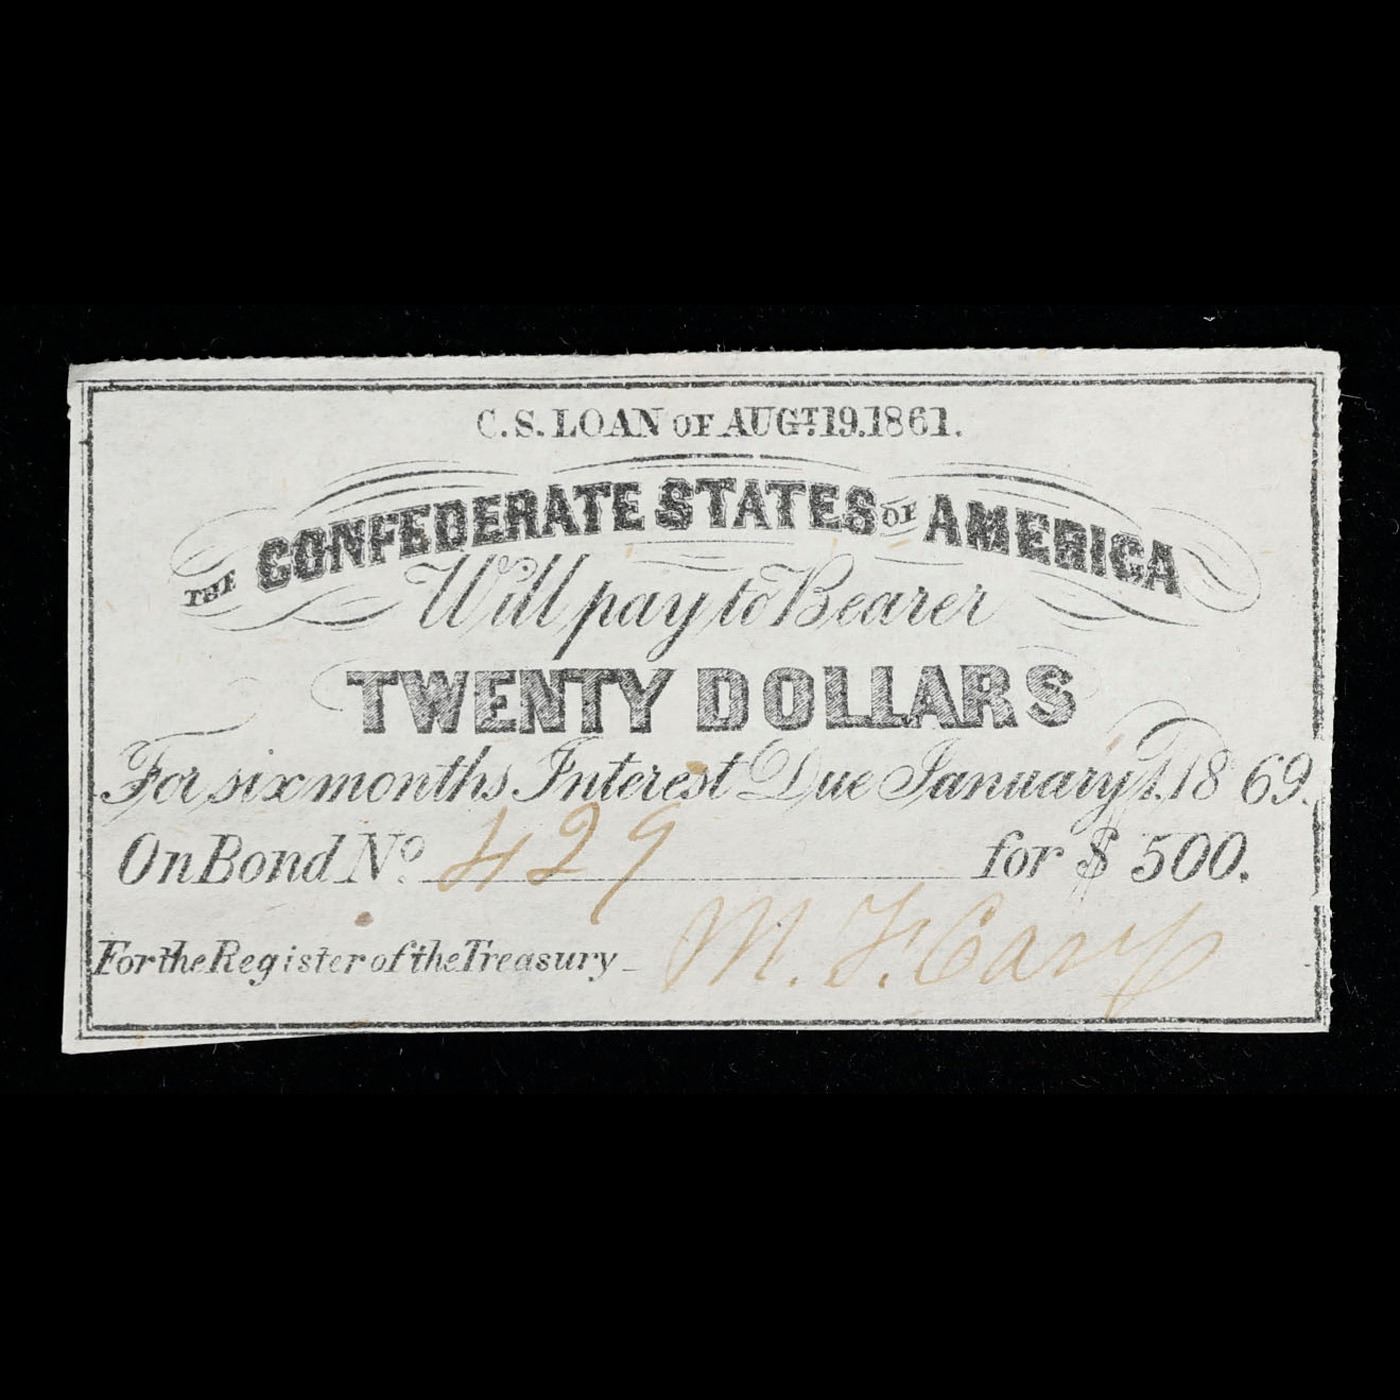 C. S. LOAN OF AUGT. 19. 1861.
THE CONFEDERATE STATES OF AMERICA
Will pay to Bearer
TWENTY DOLLARS
For six months Interest Due January 1. 1869.
On Bond No. 429 for $ 500.
For the Register of the Treasury M. F. Cary